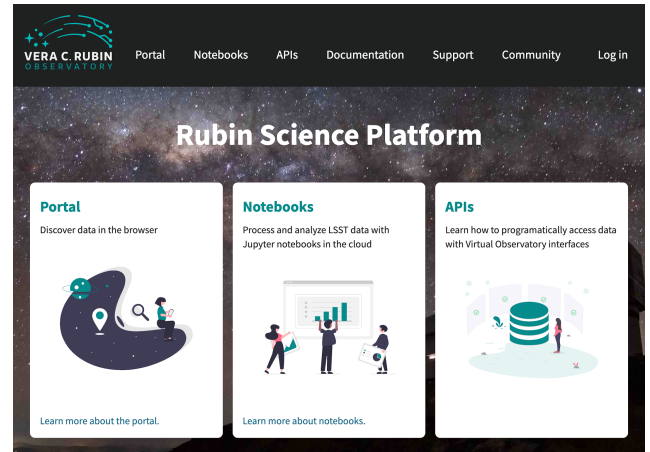 VERA C. RUBIN
OBSERVATORY
Portal
Notebooks
APIs
Documentation
Support
Community
Log in
Rubin Science Platform
Portal
Discover data in the browser
Learn more about the portal.
Notebooks
Process and analyze LSST data with
Jupyter notebooks in the cloud
Learn more about notebooks.
APIs
Learn how to programatically access data
with Virtual Observatory interfaces